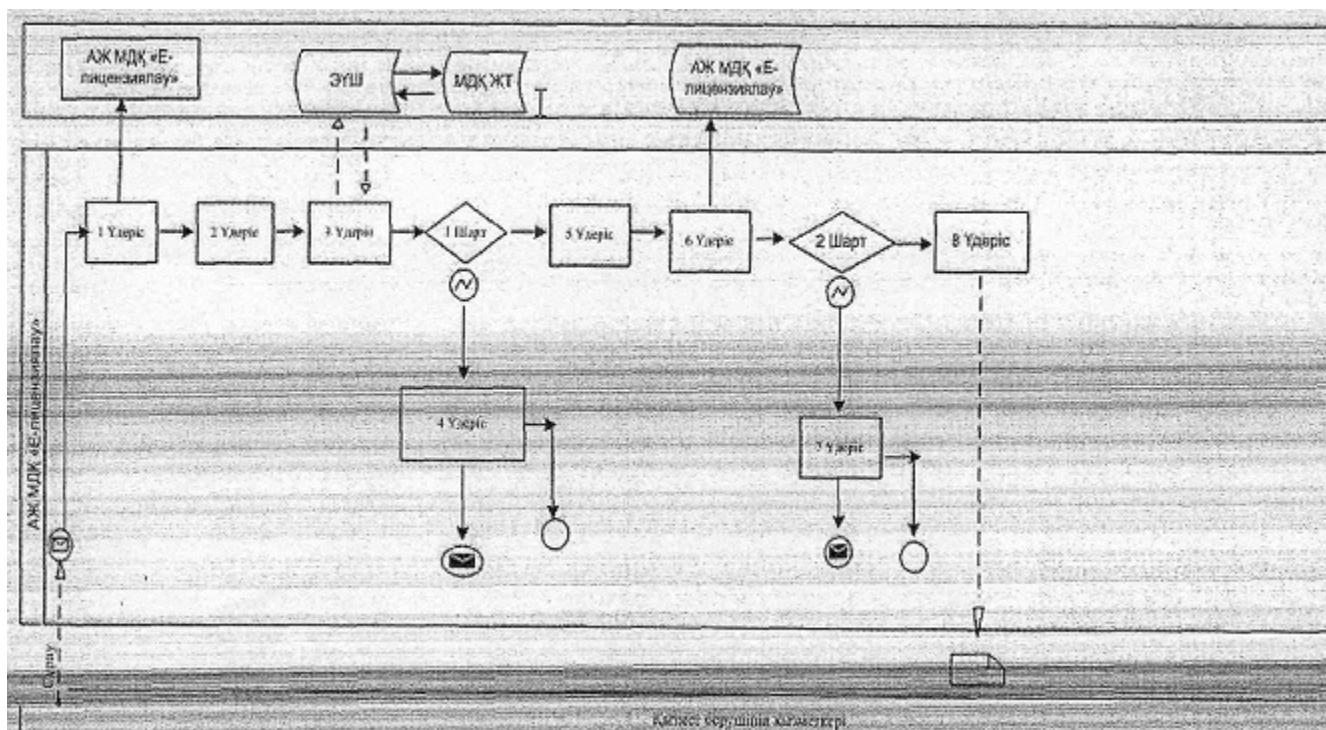 АЖ МДҚ «Е-
лицензиялау»
ЭҮШ
МДҚ ЖТ
АЖ МДҚ «Е-
лицензиялау»
1 Үдеріс
2 Үдеріс
3 Үдеріс
1 Шарт
5 Үдеріс
6 Үдеріс
2 Шарт
8 Үдеріс
4 Үдеріс
7 Үдеріс
АЖ МДҚ «Е-лицензиялау»
Сұрау
Қызмет берушінің қызметкері